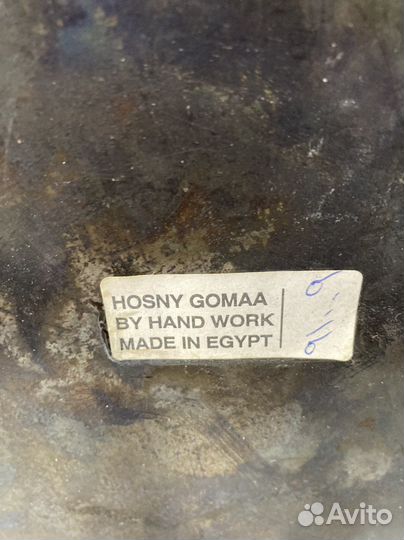 HOSNY GOMAA
BY HAND WORK
MADE IN EGYPT
Avito